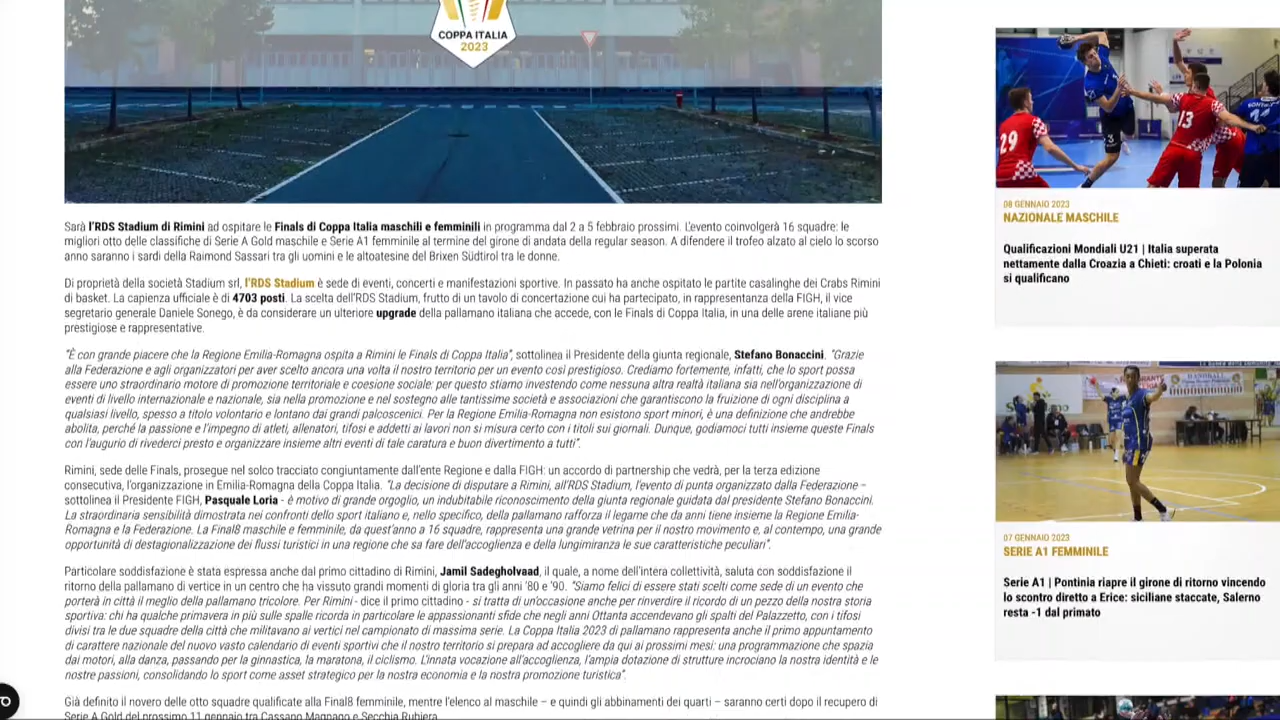 COPPA ITALIA
2023
Sarà l'RDS Stadium di Rimini ad ospitare le Finals di Coppa Italia maschili e femminili in programma dal 2 a 5 febbraio prossimi. L'evento coinvolgerà 16 squadre: le
migliori otto delle classifiche di Serie A Gold maschile e Serie A1 femminile al termine del girone di andata della regular season. A difendere il trofeo alzato al cielo lo scorso
anno saranno i sardi della Raimond Sassari tra gli uomini e le altoatesine del Brixen Südtirol tra le donne.
Di proprietà della società Stadium srl, l'RDS Stadium è sede di eventi, concerti e manifestazioni sportive. In passato ha anche ospitato le partite casalinghe dei Crabs Rimini
di basket. La capienza ufficiale è di 4703 posti. La scelta dell'RDS Stadium, frutto di un tavolo di concertazione cui ha partecipato, in rappresentanza della FIGH, il vice
segretario generale Daniele Sonego, è da considerare un ulteriore upgrade della pallamano italiana che accede, con le Finals di Coppa Italia, in una delle arene italiane più
prestigiose e rappresentative.
"È con grande piacere che la Regione Emilia-Romagna ospita a Rimini le Finals di Coppa Italia", sottolinea il Presidente della giunta regionale, Stefano Bonaccini. "Grazie
alla Federazione e agli organizzatori per aver scelto ancora una volta il nostro territorio per un evento così prestigioso. Crediamo fortemente, infatti, che lo sport possa
essere uno straordinario motore di promozione territoriale e coesione sociale: per questo stiamo investendo come nessuna altra realtà italiana sia nell'organizzazione di
eventi di livello internazionale e nazionale, sia nella promozione e nel sostegno alle tantissime società e associazioni che garantiscono la fruizione di ogni disciplina a
qualsiasi livello, spesso a titolo volontario e lontano dai grandi palcoscenici. Per la Regione Emilia-Romagna non esistono sport minori, è una definizione che andrebbe
abolita, perché la passione e l'impegno di atleti, allenatori, tifosi e addetti ai lavori non si misura certo con i titoli sui giornali. Dunque, godiamoci tutti insieme queste Finals
con l'augurio di rivederci presto e organizzare insieme altri eventi di tale caratura e buon divertimento a tutti".
Rimini, sede delle Finals, prosegue nel solco tracciato congiuntamente dall'ente Regione e dalla FIGH: un accordo di partnership che vedrà, per la terza edizione
consecutiva, l'organizzazione in Emilia-Romagna della Coppa Italia. "La decisione di disputare a Rimini, all'RDS Stadium, l'evento di punta organizzato dalla Federazione –
sottolinea il Presidente FIGH, Pasquale Loria - è motivo di grande orgoglio, un indubitabile riconoscimento della giunta regionale guidata dal presidente Stefano Bonaccini.
La straordinaria sensibilità dimostrata nei confronti dello sport italiano e, nello specifico, della pallamano rafforza il legame che da anni tiene insieme la Regione Emilia-
Romagna e la Federazione. La Final8 maschile e femminile, da quest'anno a 16 squadre, rappresenta una grande vetrina per il nostro movimento e, al contempo, una grande
opportunità di destagionalizzazione dei flussi turistici in una regione che sa fare dell'accoglienza e della lungimiranza le sue caratteristiche peculiari".
Particolare soddisfazione è stata espressa anche dal primo cittadino di Rimini, Jamil Sadegholvaad, il quale, a nome dell'intera collettività, saluta con soddisfazione il
ritorno della pallamano di vertice in un centro che ha vissuto grandi momenti di gloria tra gli anni '80 e '90. "Siamo felici di essere stati scelti come sede di un evento che
porterà in città il meglio della pallamano tricolore. Per Rimini - dice il primo cittadino - si tratta di un'occasione anche per rinverdire il ricordo di un pezzo della nostra storia
sportiva: chi ha qualche primavera in più sulle spalle ricorda in particolare le appassionanti sfide che negli anni Ottanta accendevano gli spalti del Palazzetto, con i tifosi
divisi tra le due squadre della città che militavano ai vertici nel campionato di massima serie. La Coppa Italia 2023 di pallamano rappresenta anche il primo appuntamento
di carattere nazionale del nuovo vasto calendario di eventi sportivi che il nostro territorio si prepara ad accogliere da qui ai prossimi mesi: una programmazione che spazia
dai motori, alla danza, passando per la ginnastica, la maratona, il ciclismo. L'innata vocazione all'accoglienza, l'ampia dotazione di strutture incrociano la nostra identità e le
nostre passioni, consolidando lo sport come asset strategico per la nostra economia e la nostra promozione turistica".
Già definito il novero delle otto squadre qualificate alla Final8 femminile, mentre l'elenco al maschile – e quindi gli abbinamenti dei quarti – saranno certi dopo il recupero di
Serie A Gold del prossimo 11 gennaio tra Cassano Magnago e Secchia Rubiera.
29
3
13
08 GENNAIO 2023
NAZIONALE MASCHILE
Qualificazioni Mondiali U21 | Italia superata
nettamente dalla Croazia a Chieti: croati e la Polonia
si qualificano
HANDBALL
07 GENNAIO 2023
SERIE A1 FEMMINILE
Serie A1 | Pontinia riapre il girone di ritorno vincendo
lo scontro diretto a Erice: siciliane staccate, Salerno
resta -1 dal primato